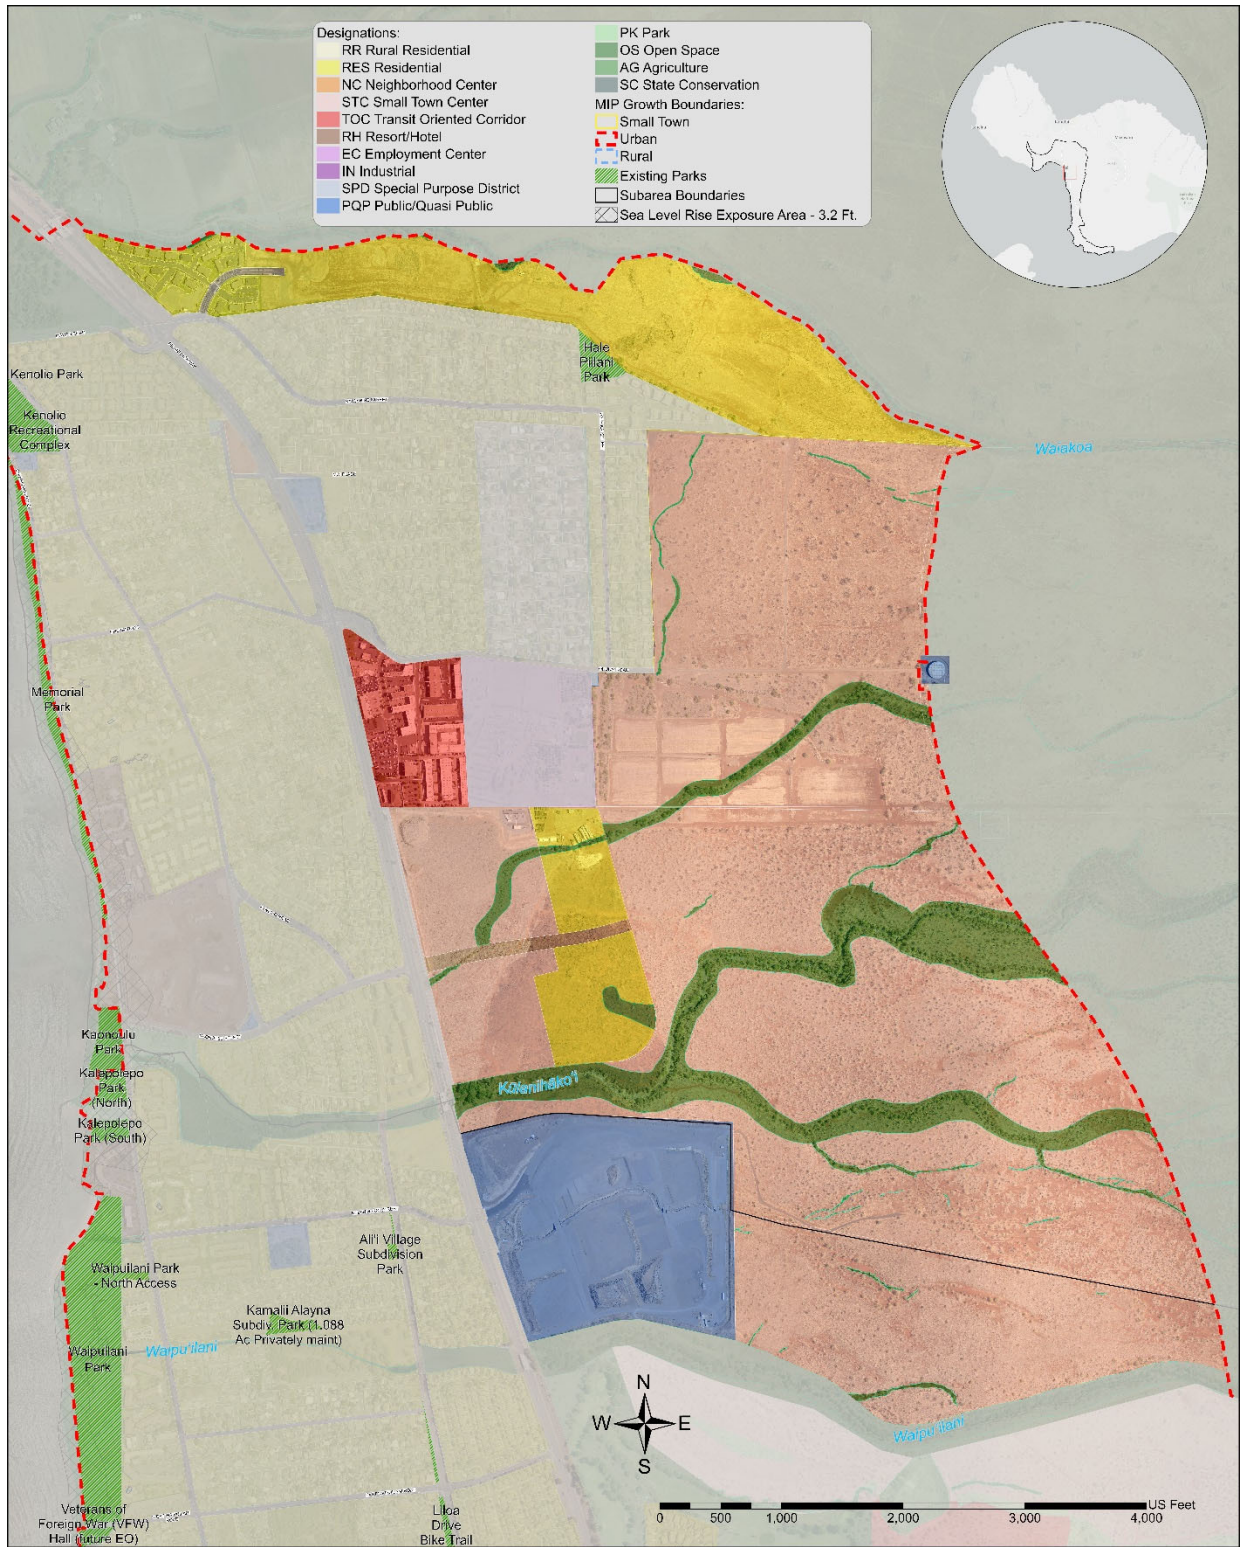 Designations:
RR Rural Residential
RES Residential
NC Neighborhood Center
STC Small Town Center
TOC Transit Oriented Corridor
RH Resort/Hotel
EC Employment Center
IN Industrial
SPD Special Purpose District
PQP Public/Quasi Public
PK Park
OS Open Space
AG Agriculture
SC State Conservation
MIP Growth Boundaries:
Small Town
Urban
Rural
Existing Parks
Subarea Boundaries
Sea Level Rise Exposure Area - 3.2 Ft.
Hale
Piilani
Park
Kenolio Park
Kenolio
Recreational
Complex
Waiakoa
Memorial
Park
Kaonoulu
Park
Kalepolepo
Park
(North)
Kalepolepo
Park (South)
Kūlanihāko'i
Ali'i Village
Subdivision
Park
Waipuilani Park
- North Access
Kamalii Alayna
Subdiv. Park (1.088
Ac Privately maint)
Waipuilani
Park
Waipu'ilani
Waipu'ilani
N
W
E
S
Veterans of
Foreign War (VFW)
Hall (future EO)
Liloa
Drive
Bike Trail
0 500 1,000 2,000 3,000 4,000
US Feet